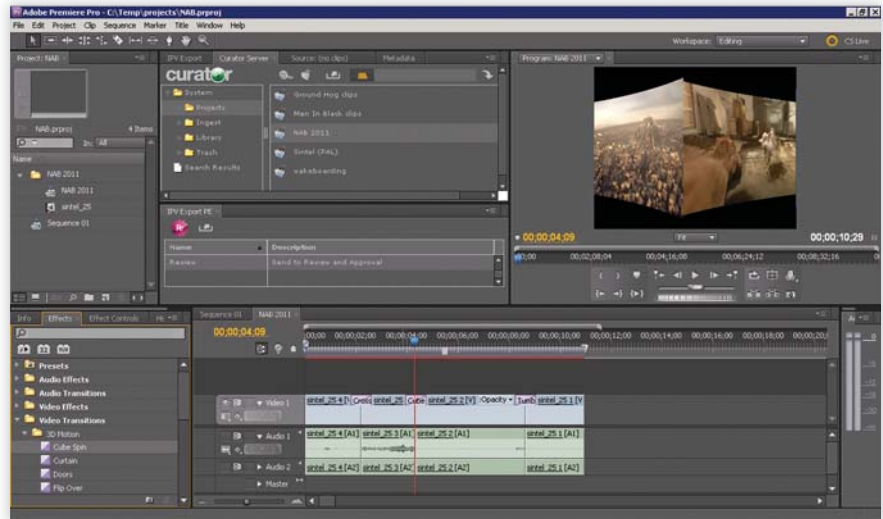 Adobe Premiere Pro - C:\Temp\projects\NAB.prproj
File Edit Project Clip Sequence Marker Title Window Help
Workspace: Editing
CS Live
Project: NAB
NAB.prproj
4 Items
In: All
Name
NAB 2011
NAB 2011
sintel_25
Sequence 01
IPV Export
Curator Server
Source: (no clips)
Metadata
curator
System
Projects
Ingest
Library
Trash
Search Results
Ground Hog clips
Men In Black clips
NAB 2011
Sintel (PAL)
wakeboarding
IPV Export PE
Name
Description
Review
Send to Review and Approval
Program: NAB 2011
00;00;04;09
Fit
00;00;10;29
00;02;08;04
00;04;16;08
00;06;24;12
00;08;32;16
Info
Effects
Effect Controls
Presets
Audio Effects
Audio Transitions
Video Effects
Video Transitions
3D Motion
Cube Spin
Curtain
Doors
Flip Over
Sequence 01
NAB 2011
00;00;04;09
00;00;02;00
00;00;04;00
00;00;06;00
00;00;08;00
00;00;10;00
00;00;12;00
00;00;14;00
00;00;16;00
00;00;18;00
Video 1
sintel_25 4 [V
Cross
sintel_25
Cube
sintel_25 2 [V]
:Opacity
Tumb
sintel_25 1 [V
Audio 1
sintel_25 4 [A1]
sintel_25 3 [A1]
sintel_25 2 [A1]
sintel_25 1 [A1]
Audio 2
sintel_25 4 [A2]
sintel_25 3 [A2]
sintel_25 2 [A2]
sintel_25 1 [A2]
Master